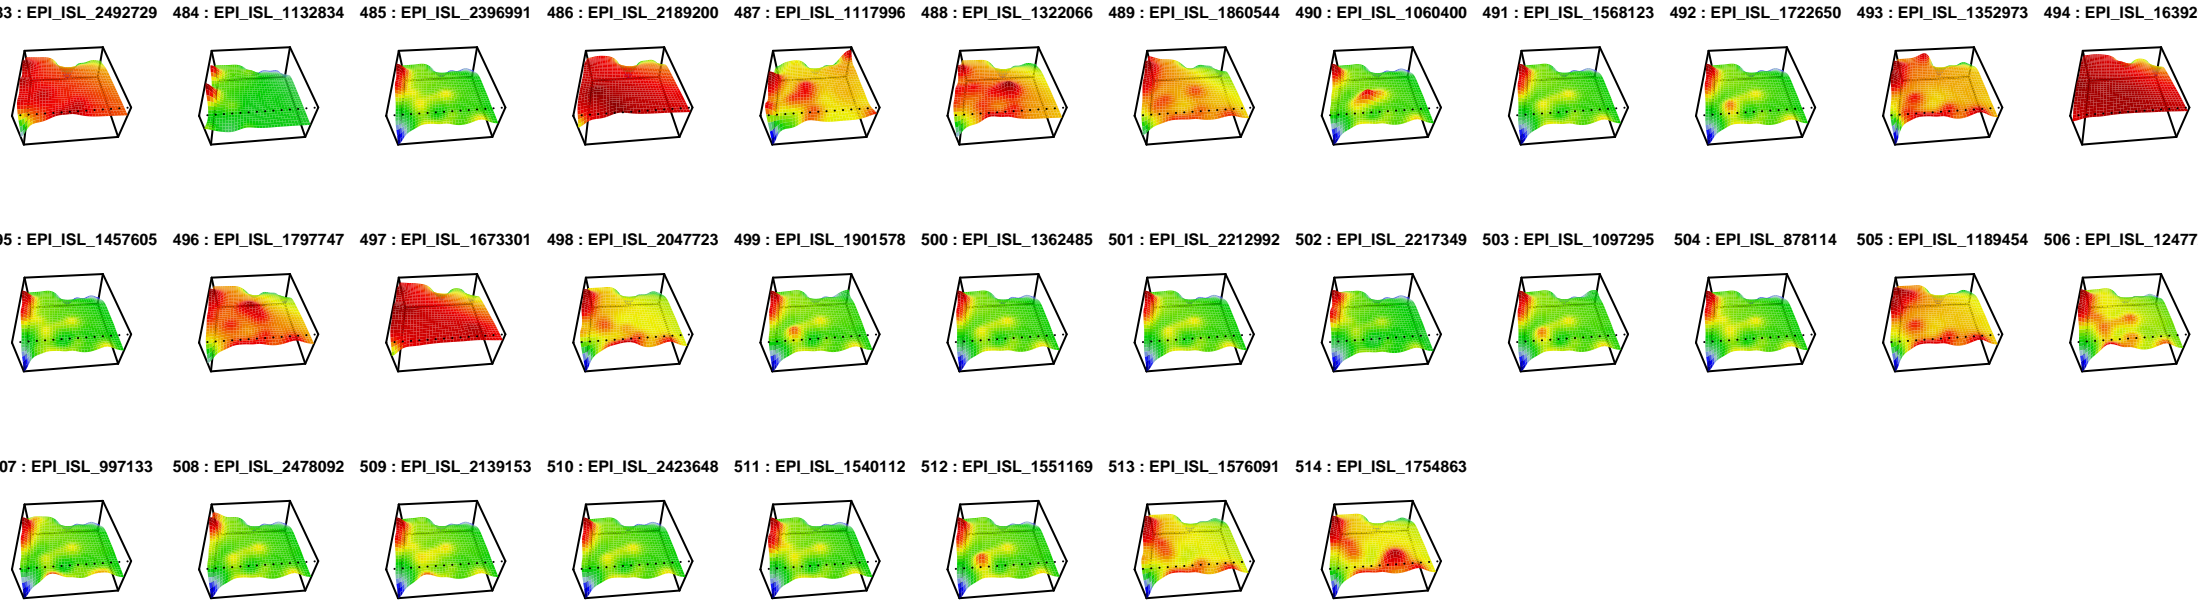 83 : EPI_ISL_2492729 484 : EPI_ISL_1132834 485 : EPI_ISL_2396991 486 : EPI_ISL_2189200 487 : EPI_ISL_1117996 488 : EPI_ISL_1322066 489 : EPI_ISL_1860544 490 : EPI_ISL_1060400 491 : EPI_ISL_1568123 492 : EPI_ISL_1722650 493 : EPI_ISL_1352973 494 : EPI_ISL_16392
95 : EPI_ISL_1457605 496 : EPI_ISL_1797747 497 : EPI_ISL_1673301 498 : EPI_ISL_2047723 499 : EPI_ISL_1901578 500 : EPI_ISL_1362485 501 : EPI_ISL_2212992 502 : EPI_ISL_2217349 503 : EPI_ISL_1097295 504 : EPI_ISL_878114 505 : EPI_ISL_1189454 506 : EPI_ISL_12477
07 : EPI_ISL_997133 508 : EPI_ISL_2478092 509 : EPI_ISL_2139153 510 : EPI_ISL_2423648 511 : EPI_ISL_1540112 512 : EPI_ISL_1551169 513 : EPI_ISL_1576091 514 : EPI_ISL_1754863